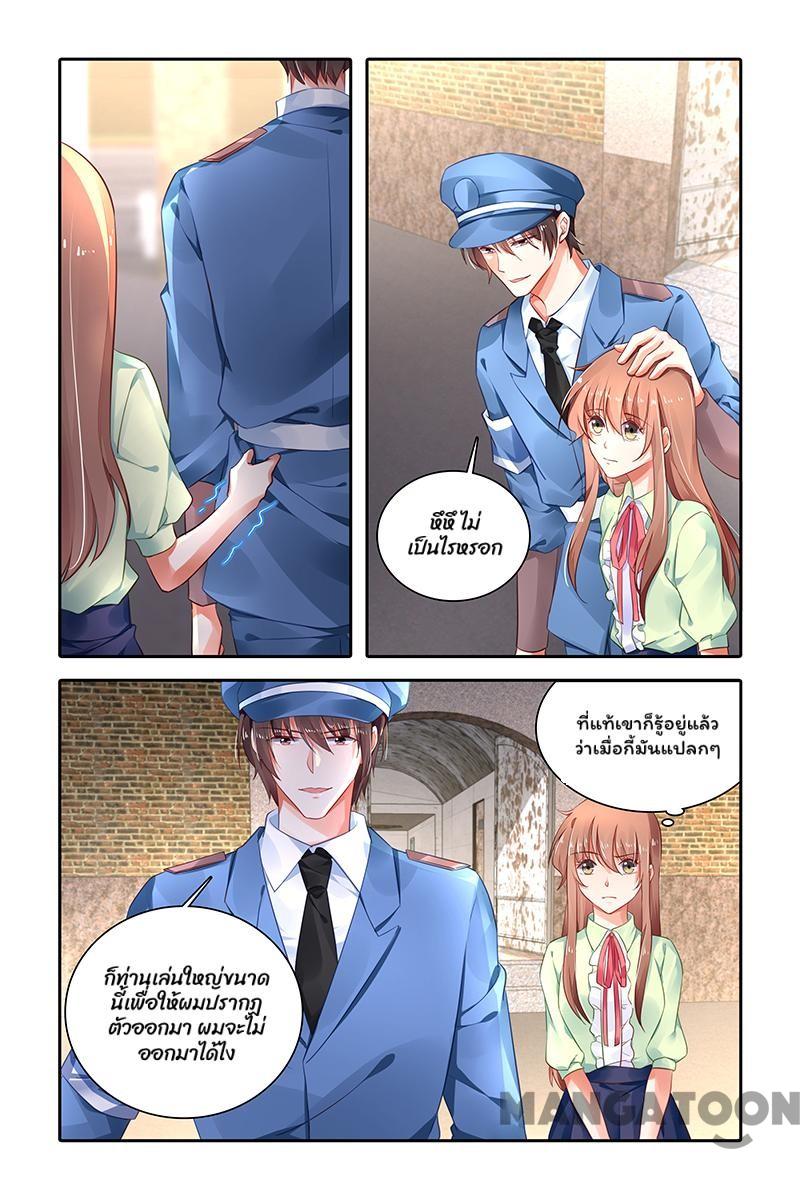 หึหึ ไม่
เป็นไรหรอก
ที่แท้เขาก็รู้อยู่แล้ว
ว่าเมื่อกี้มันแปลกๆ
ก็ท่านเล่นใหญ่ขนาด
นี้เพื่อให้ผมปรากฏ
ตัวออกมา ผมจะไม่
ออกมาได้ไง
MANGATOON